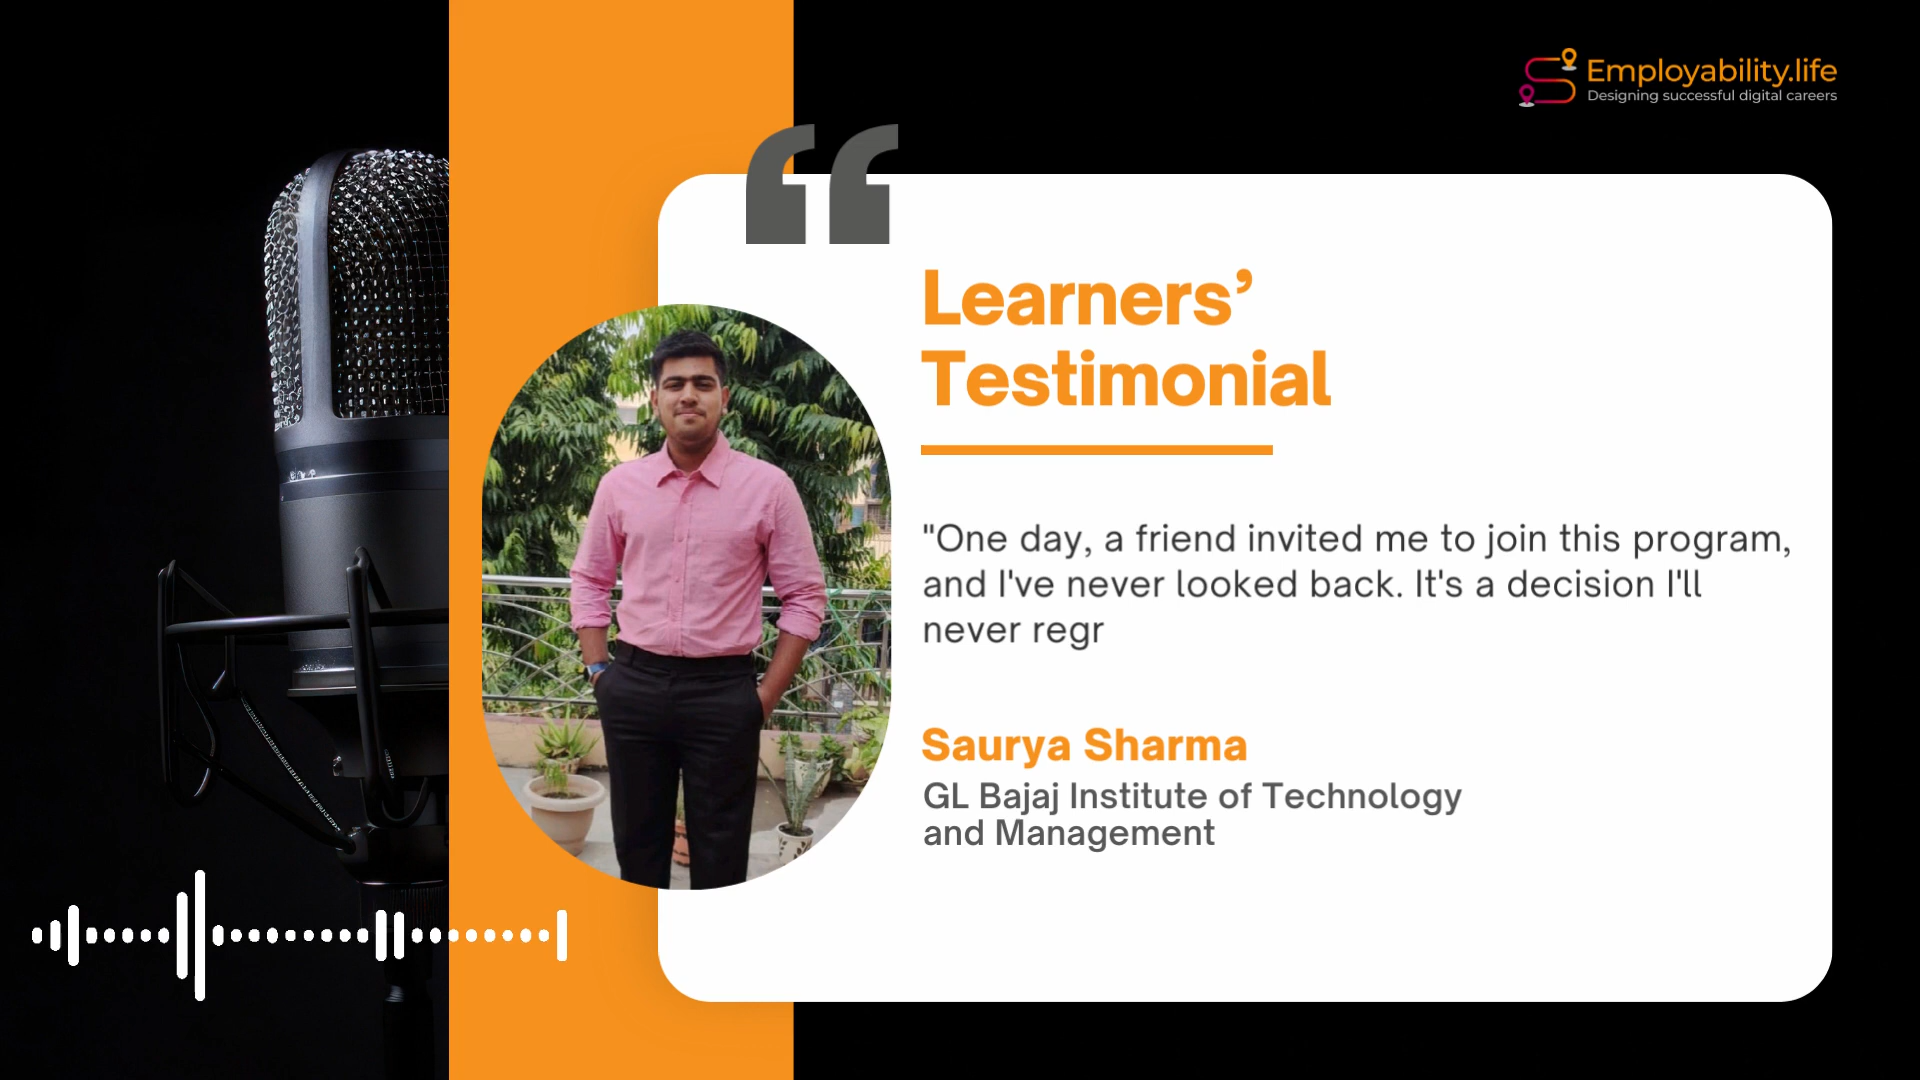 Employability.life
Designing successful digital careers
Learners’
Testimonial
"One day, a friend invited me to join this program,
and I've never looked back. It's a decision I'll
never regr
Saurya Sharma
GL Bajaj Institute of Technology
and Management